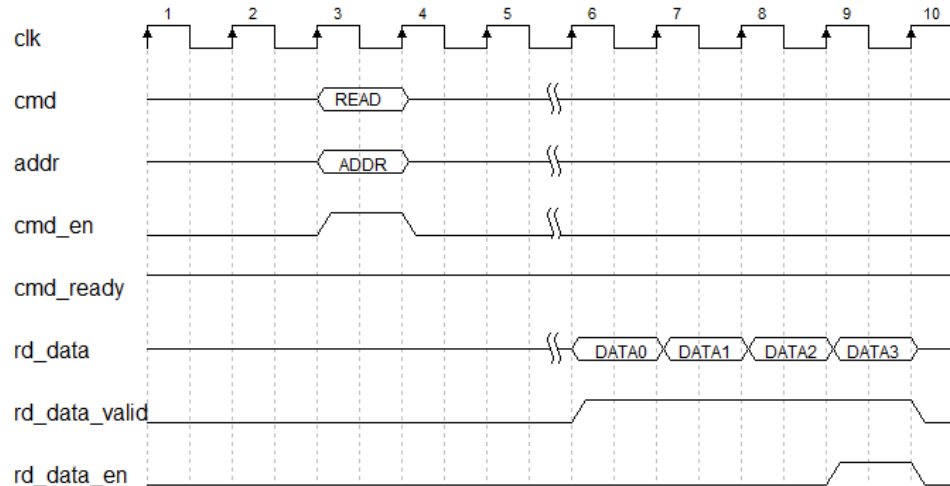 1 2 3 4 5 6 7 8 9 10
clk
cmd READ
addr ADDR
cmd_en
cmd_ready
rd_data DATA0 DATA1 DATA2 DATA3
rd_data_valid
rd_data_en